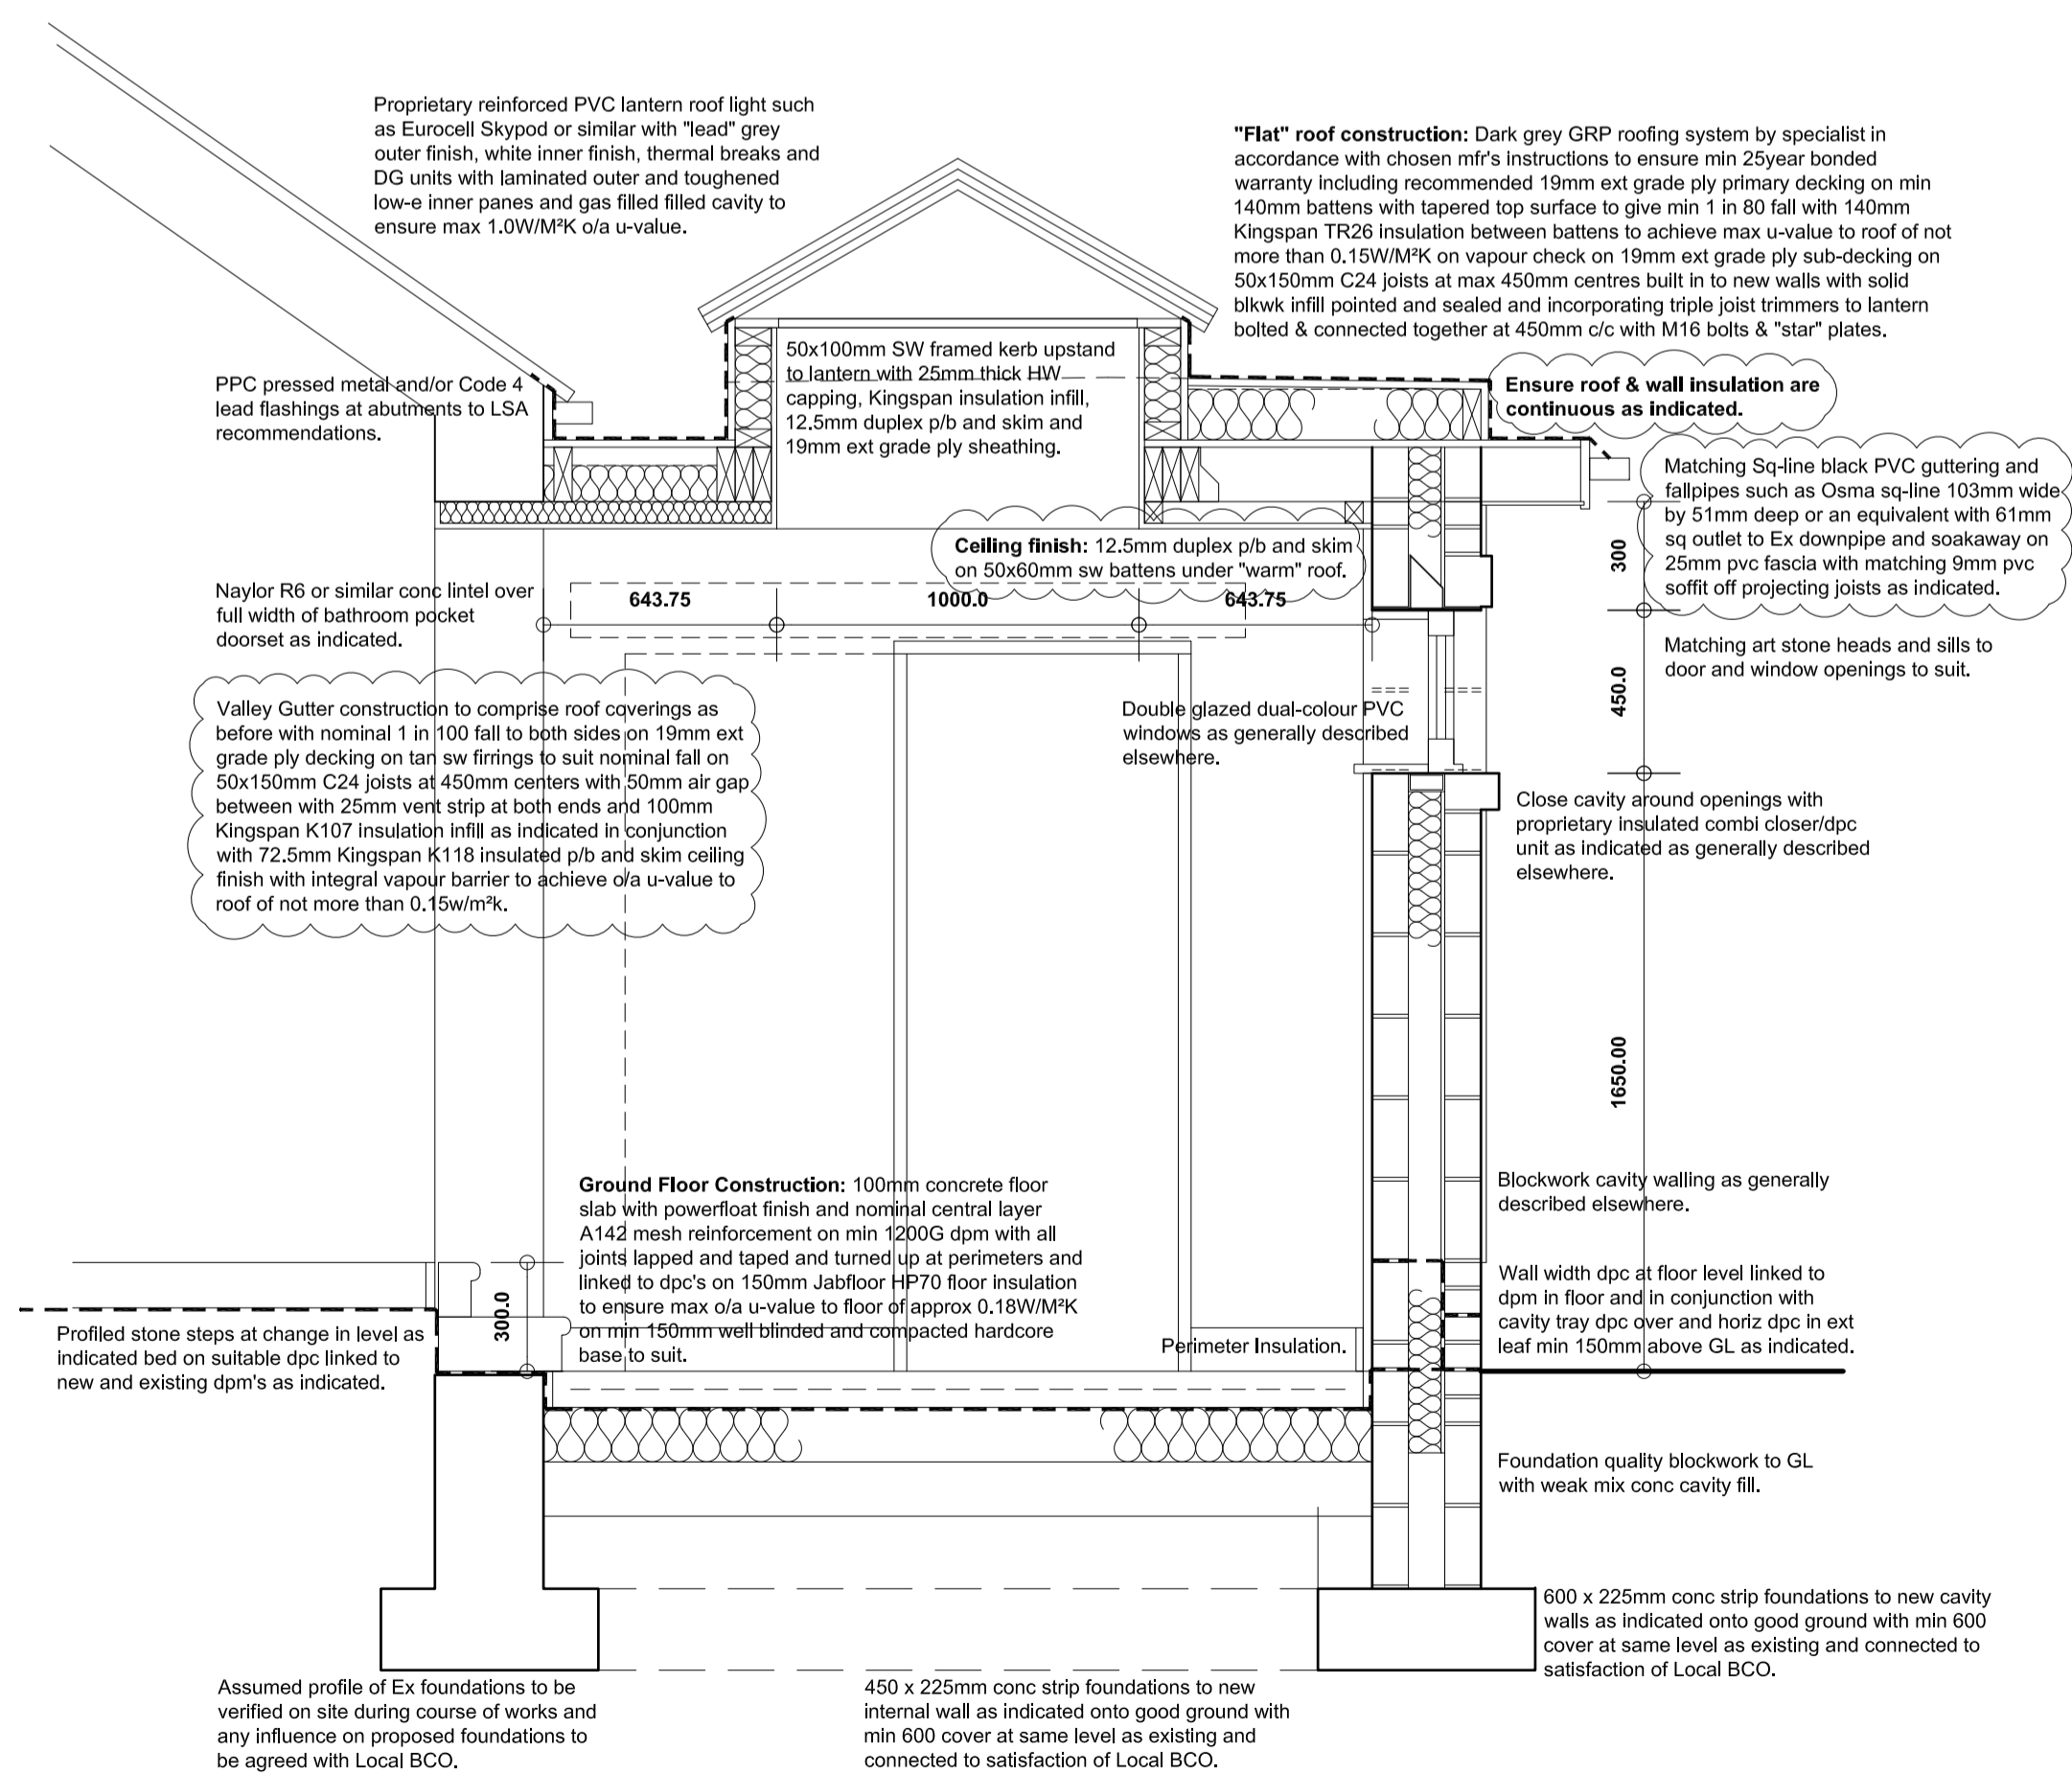 Proprietary reinforced PVC lantern roof light such
as Eurocell Skypod or similar with "lead" grey
outer finish, white inner finish, thermal breaks and
DG units with laminated outer and toughened
low-e inner panes and gas filled filled cavity to
ensure max 1.0W/M²K o/a u-value.
"Flat" roof construction: Dark grey GRP roofing system by specialist in
accordance with chosen mfr's instructions to ensure min 25year bonded
warranty including recommended 19mm ext grade ply primary decking on min
140mm battens with tapered top surface to give min 1 in 80 fall with 140mm
Kingspan TR26 insulation between battens to achieve max u-value to roof of not
more than 0.15W/M²K on vapour check on 19mm ext grade ply sub-decking on
50x150mm C24 joists at max 450mm centres built in to new walls with solid
blkwk infill pointed and sealed and incorporating triple joist trimmers to lantern
bolted & connected together at 450mm c/c with M16 bolts & "star" plates.
50x100mm SW framed kerb upstand
to lantern with 25mm thick HW
capping, Kingspan insulation infill,
12.5mm duplex p/b and skim and
19mm ext grade ply sheathing.
PPC pressed metal and/or Code 4
lead flashings at abutments to LSA
recommendations.
Ensure roof & wall insulation are
continuous as indicated.
Matching Sq-line black PVC guttering and
fallpipes such as Osma sq-line 103mm wide
by 51mm deep or an equivalent with 61mm
sq outlet to Ex downpipe and soakaway on
25mm pvc fascia with matching 9mm pvc
soffit off projecting joists as indicated.
Ceiling finish: 12.5mm duplex p/b and skim
on 50x60mm sw battens under "warm" roof.
300
Naylor R6 or similar conc lintel over
full width of bathroom pocket
doorset as indicated.
643.75
1000.0
643.75
Matching art stone heads and sills to
door and window openings to suit.
450.0
Valley Gutter construction to comprise roof coverings as
before with nominal 1 in 100 fall to both sides on 19mm ext
grade ply decking on tan sw firrings to suit nominal fall on
50x150mm C24 joists at 450mm centers with 50mm air gap
between with 25mm vent strip at both ends and 100mm
Kingspan K107 insulation infill as indicated in conjunction
with 72.5mm Kingspan K118 insulated p/b and skim ceiling
finish with integral vapour barrier to achieve o/a u-value to
roof of not more than 0.15w/m²k.
Double glazed dual-colour PVC
windows as generally described
elsewhere.
Close cavity around openings with
proprietary insulated combi closer/dpc
unit as indicated as generally described
elsewhere.
1650.00
Ground Floor Construction: 100mm concrete floor
slab with powerfloat finish and nominal central layer
A142 mesh reinforcement on min 1200G dpm with all
joints lapped and taped and turned up at perimeters and
linked to dpc's on 150mm Jabfloor HP70 floor insulation
to ensure max o/a u-value to floor of approx 0.18W/M²K
on min 150mm well blinded and compacted hardcore
base to suit.
Blockwork cavity walling as generally
described elsewhere.
Wall width dpc at floor level linked to
dpm in floor and in conjunction with
cavity tray dpc over and horiz dpc in ext
leaf min 150mm above GL as indicated.
300.0
Profiled stone steps at change in level as
indicated bed on suitable dpc linked to
new and existing dpm's as indicated.
Perimeter Insulation.
Foundation quality blockwork to GL
with weak mix conc cavity fill.
600 x 225mm conc strip foundations to new cavity
walls as indicated onto good ground with min 600
cover at same level as existing and connected to
satisfaction of Local BCO.
Assumed profile of Ex foundations to be
verified on site during course of works and
any influence on proposed foundations to
be agreed with Local BCO.
450 x 225mm conc strip foundations to new
internal wall as indicated onto good ground with
min 600 cover at same level as existing and
connected to satisfaction of Local BCO.